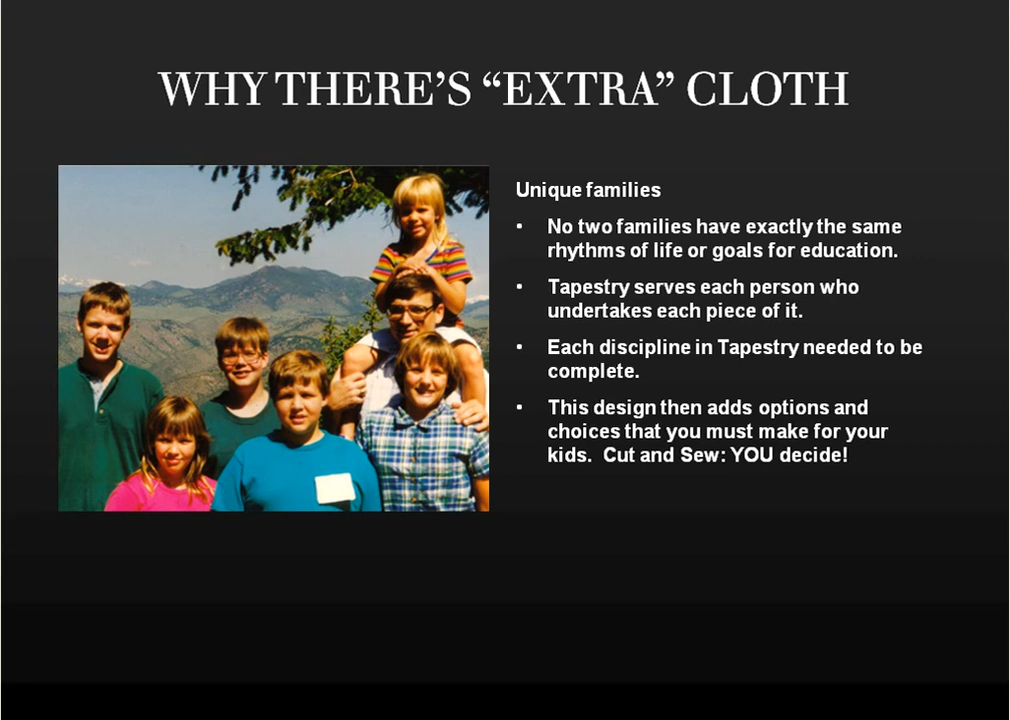 WHY THERE’S “EXTRA” CLOTH
Unique families
• No two families have exactly the same
rhythms of life or goals for education.
• Tapestry serves each person who
undertakes each piece of it.
• Each discipline in Tapestry needed to be
complete.
• This design then adds options and
choices that you must make for your
kids.  Cut and Sew: YOU decide!